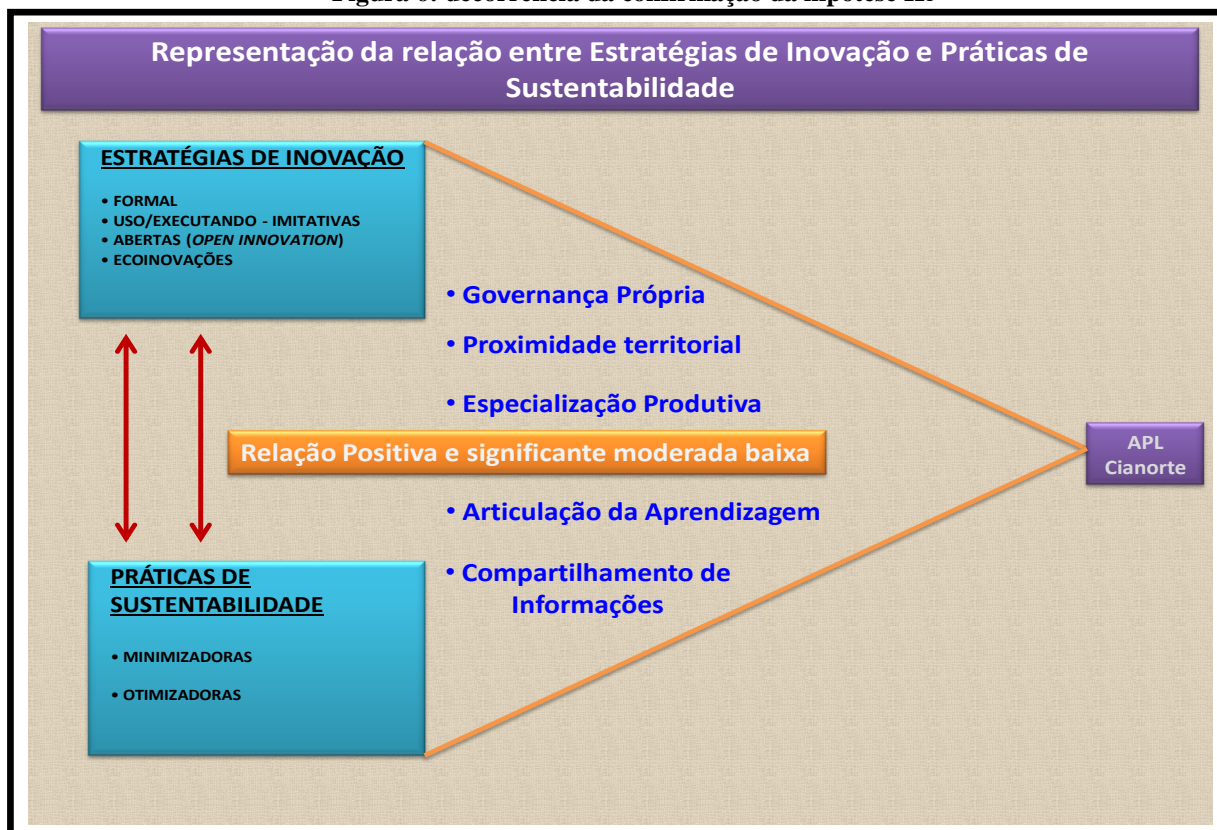 Representação da relação entre Estratégias de Inovação e Práticas de
Sustentabilidade
ESTRATÉGIAS DE INOVAÇÃO
• FORMAL
• USO/EXECUTANDO - IMITATIVAS
• ABERTAS (OPEN INNOVATION)
• ECOINOVAÇÕES
• Governança Própria
• Proximidade territorial
• Especialização Produtiva
Relação Positiva e significante moderada baixa
APL
Cianorte
• Articulação da Aprendizagem
• Compartilhamento de
Informações
PRÁTICAS DE
SUSTENTABILIDADE
• MINIMIZADORAS
• OTIMIZADORAS